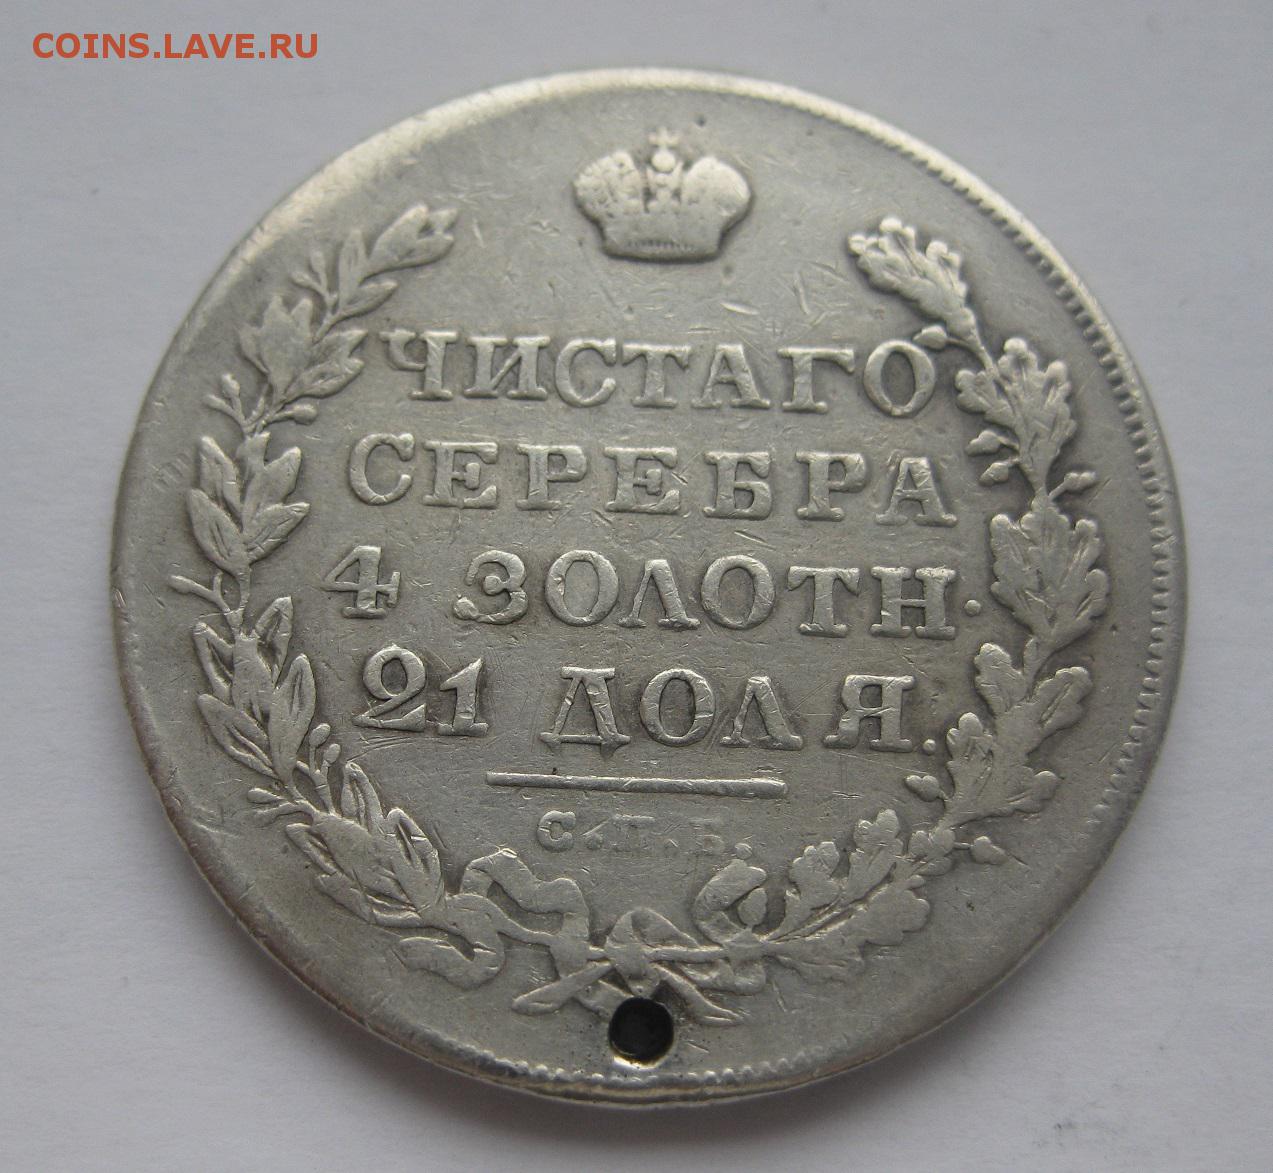 COINS.LAVE.RU
ЧИСТАГО
СЕРЕБРА
4 ЗОЛОТН.
21 ДОЛЯ.
С.П.Б.